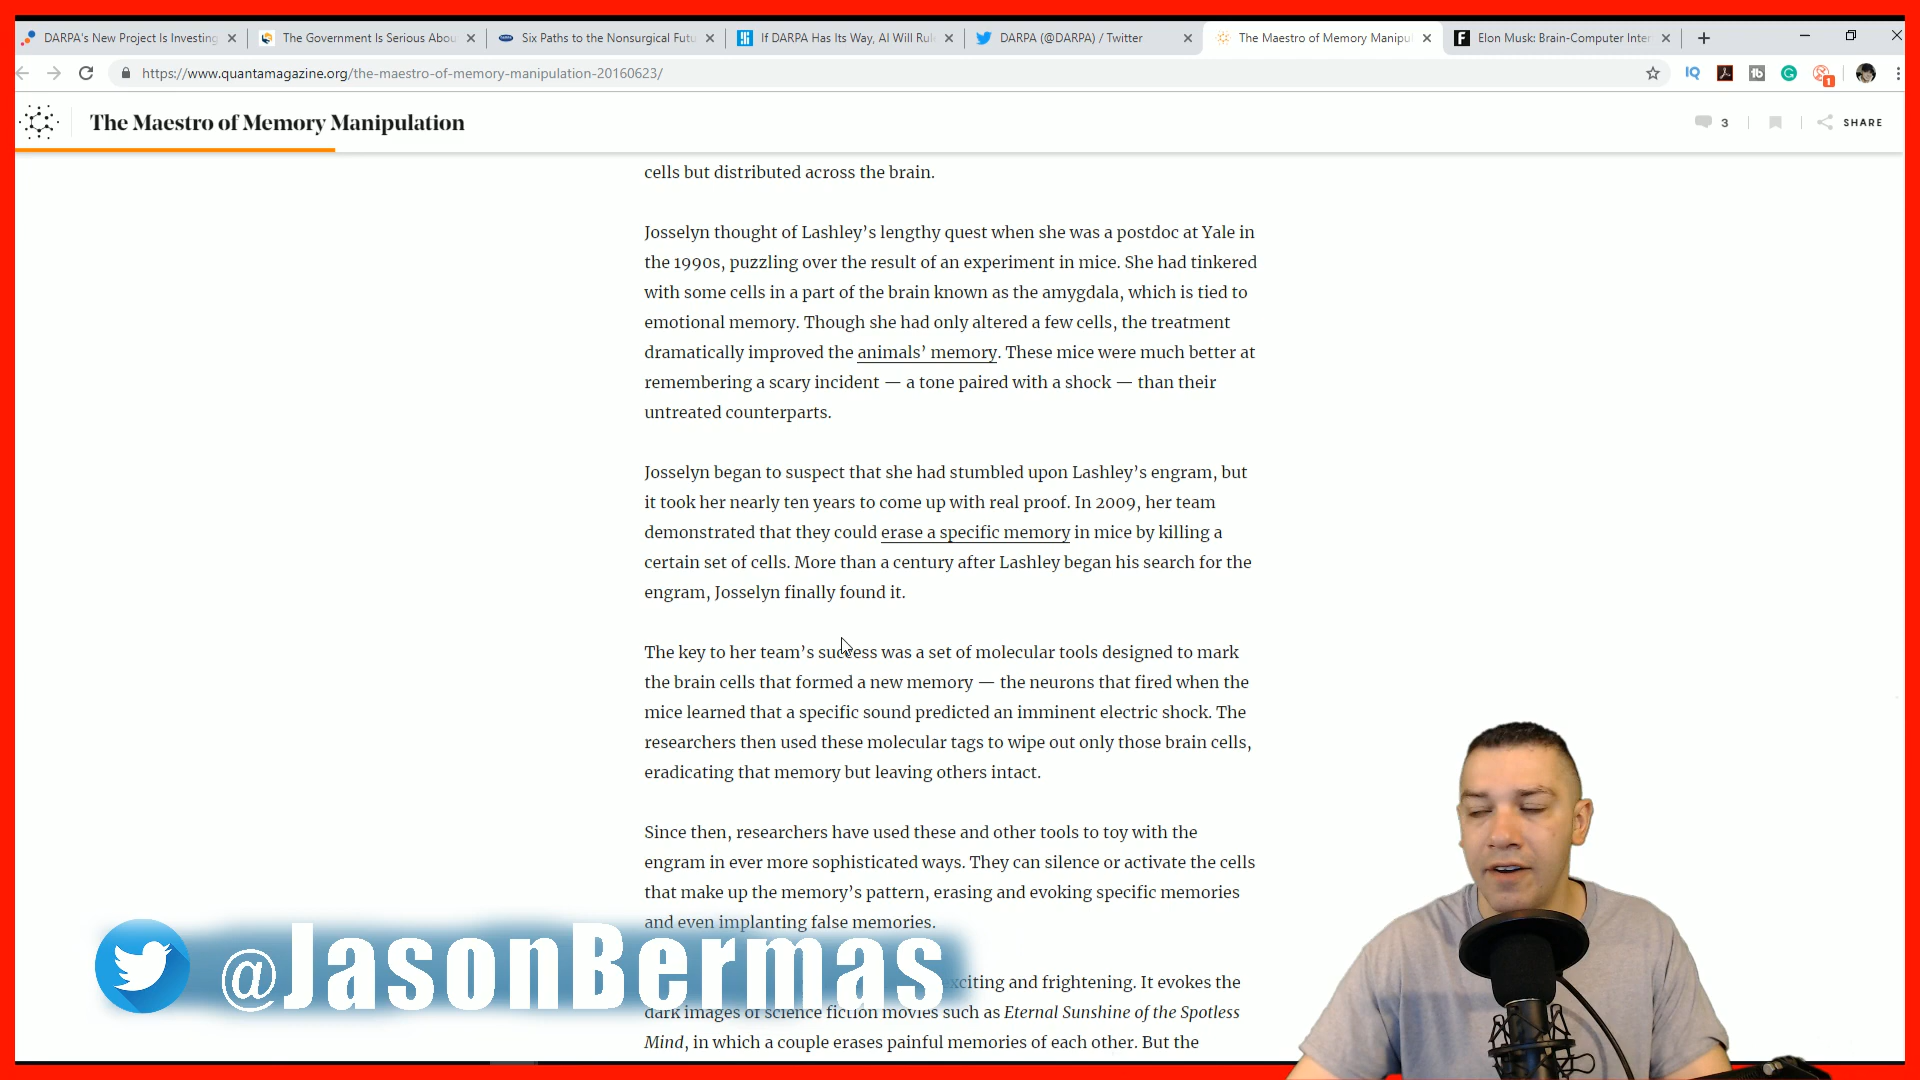 DARPA's New Project Is Investing
The Government Is Serious Abou
Six Paths to the Nonsurgical Futu
If DARPA Has Its Way, AI Will Rul
DARPA (@DARPA) / Twitter
The Maestro of Memory Manipul
Elon Musk: Brain-Computer Inter
https://www.quantamagazine.org/the-maestro-of-memory-manipulation-20160623/
IQ
1
The Maestro of Memory Manipulation
3
SHARE
cells but distributed across the brain.
Josselyn thought of Lashley's lengthy quest when she was a postdoc at Yale in
the 1990s, puzzling over the result of an experiment in mice. She had tinkered
with some cells in a part of the brain known as the amygdala, which is tied to
emotional memory. Though she had only altered a few cells, the treatment
dramatically improved the animals' memory. These mice were much better at
remembering a scary incident — a tone paired with a shock — than their
untreated counterparts.
Josselyn began to suspect that she had stumbled upon Lashley's engram, but
it took her nearly ten years to come up with real proof. In 2009, her team
demonstrated that they could erase a specific memory in mice by killing a
certain set of cells. More than a century after Lashley began his search for the
engram, Josselyn finally found it.
The key to her team's success was a set of molecular tools designed to mark
the brain cells that formed a new memory — the neurons that fired when the
mice learned that a specific sound predicted an imminent electric shock. The
researchers then used these molecular tags to wipe out only those brain cells,
eradicating that memory but leaving others intact.
Since then, researchers have used these and other tools to toy with the
engram in ever more sophisticated ways. They can silence or activate the cells
that make up the memory's pattern, erasing and evoking specific memories
and even implanting false memories.
@JasonBermas
exciting and frightening. It evokes the
dark images of science fiction movies such as Eternal Sunshine of the Spotless
Mind, in which a couple erases painful memories of each other. But the